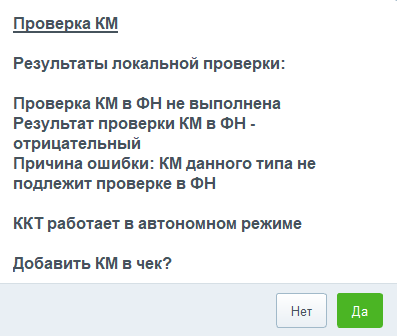 Проверка КМ
Результаты локальной проверки:
Проверка КМ в ФН не выполнена
Результат проверки КМ в ФН -
отрицательный
Причина ошибки: КМ данного типа не
подлежит проверке в ФН
ККТ работает в автономном режиме
Добавить КМ в чек?
Нет
Да